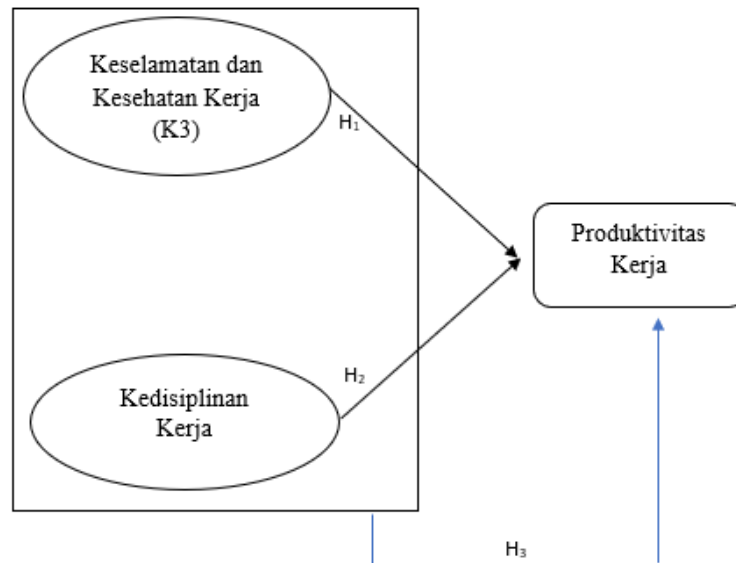 Keselamatan dan
Kesehatan Kerja
(K3)
H₁
Produktivitas
Kerja
H₂
Kedisiplinan
Kerja
H₃